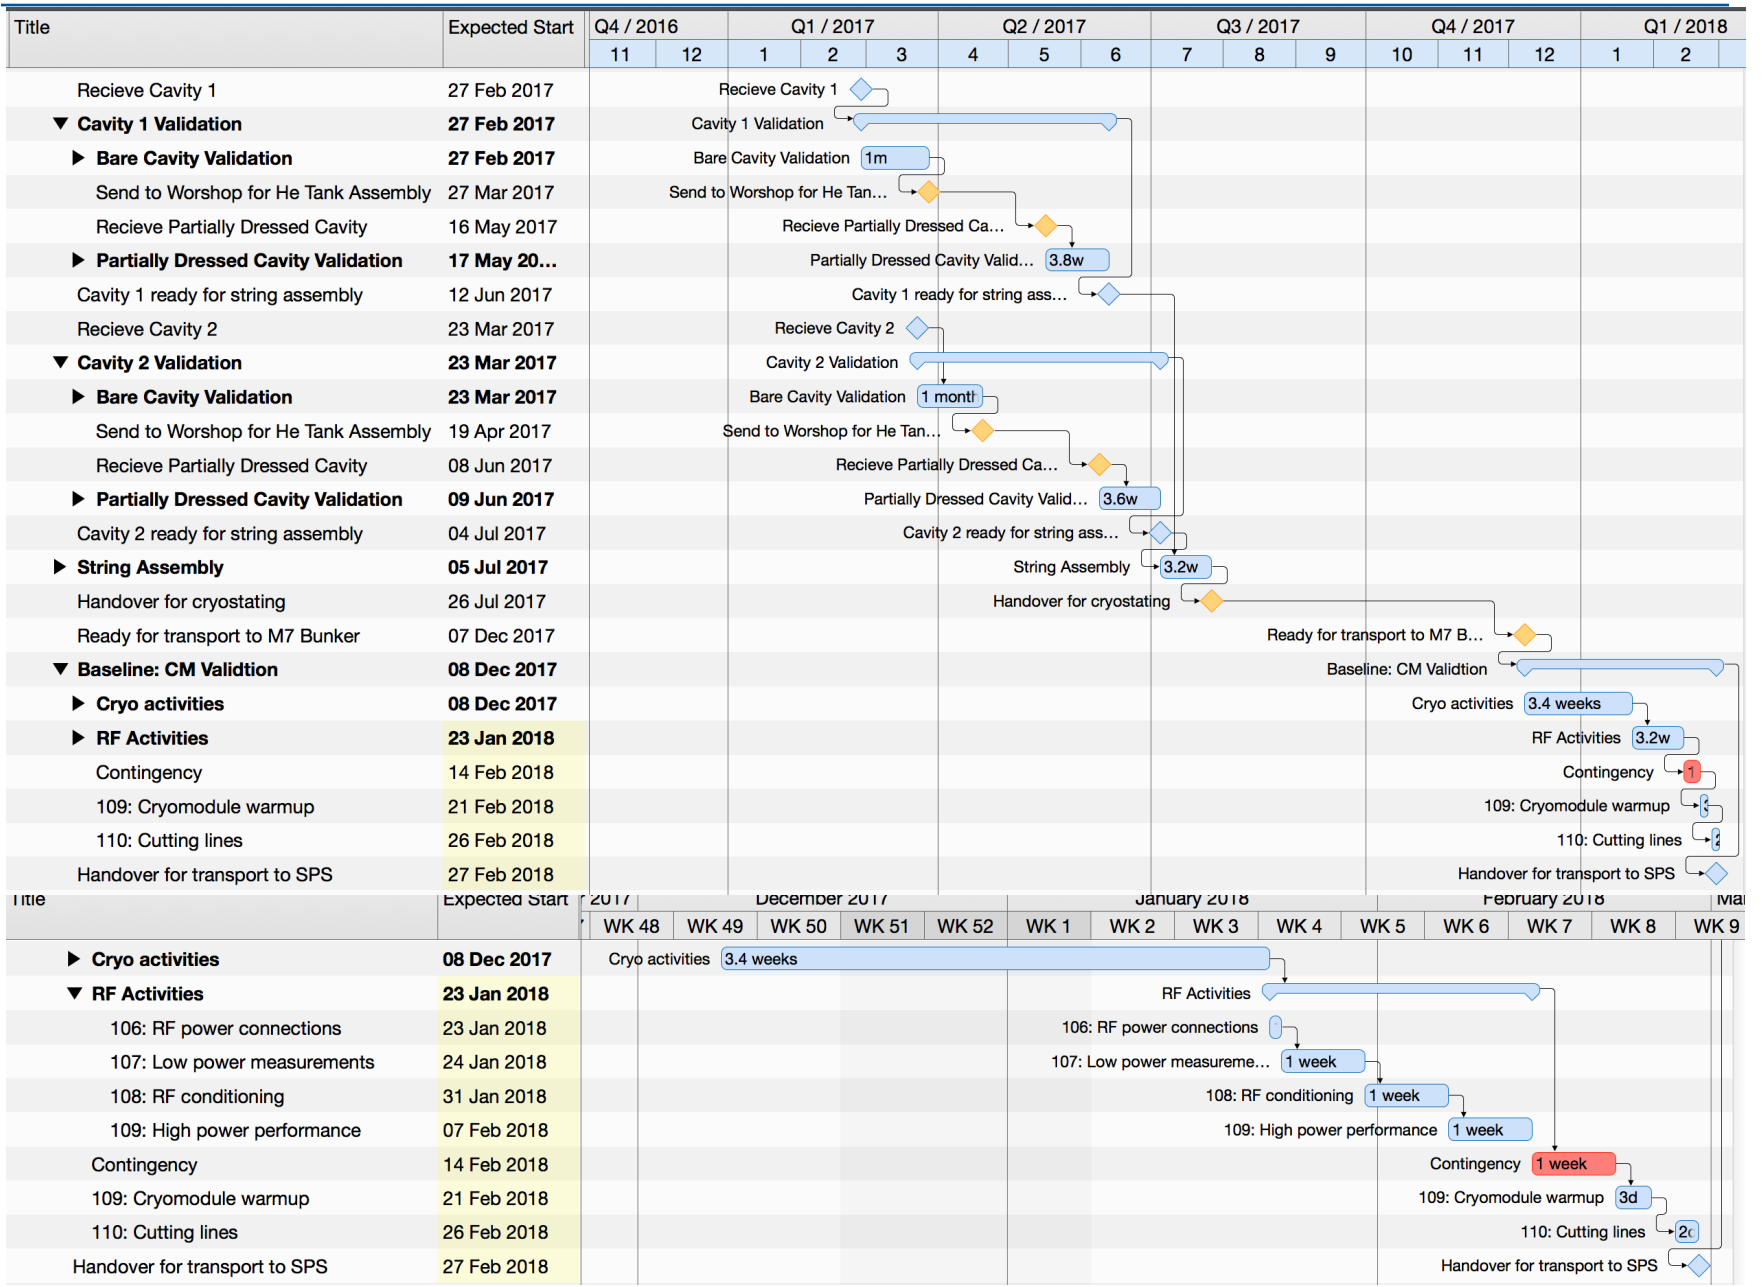 Title Expected Start Q4 / 2016 Q1 / 2017 Q2 / 2017 Q3 / 2017 Q4 / 2017 Q1 / 2018
11 12 1 2 3 4 5 6 7 8 9 10 11 12 1 2
Recieve Cavity 1 27 Feb 2017 Recieve Cavity 1
Cavity 1 Validation 27 Feb 2017 Cavity 1 Validation
Bare Cavity Validation 27 Feb 2017 Bare Cavity Validation 1m
Send to Worshop for He Tank Assembly 27 Mar 2017 Send to Worshop for He Tan...
Recieve Partially Dressed Cavity 16 May 2017 Recieve Partially Dressed Ca...
Partially Dressed Cavity Validation 17 May 20... Partially Dressed Cavity Valid... 3.8w
Cavity 1 ready for string assembly 12 Jun 2017 Cavity 1 ready for string ass...
Recieve Cavity 2 23 Mar 2017 Recieve Cavity 2
Cavity 2 Validation 23 Mar 2017 Cavity 2 Validation
Bare Cavity Validation 23 Mar 2017 Bare Cavity Validation 1 month
Send to Worshop for He Tank Assembly 19 Apr 2017 Send to Worshop for He Tan...
Recieve Partially Dressed Cavity 08 Jun 2017 Recieve Partially Dressed Ca...
Partially Dressed Cavity Validation 09 Jun 2017 Partially Dressed Cavity Valid... 3.6w
Cavity 2 ready for string assembly 04 Jul 2017 Cavity 2 ready for string ass...
String Assembly 05 Jul 2017 String Assembly 3.2w
Handover for cryostating 26 Jul 2017 Handover for cryostating
Ready for transport to M7 Bunker 07 Dec 2017 Ready for transport to M7 B...
Baseline: CM Validtion 08 Dec 2017 Baseline: CM Validtion
Cryo activities 08 Dec 2017 Cryo activities 3.4 weeks
RF Activities 23 Jan 2018 RF Activities 3.2w
Contingency 14 Feb 2018 Contingency 1
109: Cryomodule warmup 21 Feb 2018 109: Cryomodule warmup
110: Cutting lines 26 Feb 2018 110: Cutting lines 2
Handover for transport to SPS 27 Feb 2018 Handover for transport to SPS
Title Expected Start 2017 December 2017 January 2018 February 2018 Mar
WK 48 WK 49 WK 50 WK 51 WK 52 WK 1 WK 2 WK 3 WK 4 WK 5 WK 6 WK 7 WK 8 WK 9
Cryo activities 08 Dec 2017 Cryo activities 3.4 weeks
RF Activities 23 Jan 2018 RF Activities
106: RF power connections 23 Jan 2018 106: RF power connections
107: Low power measurements 24 Jan 2018 107: Low power measureme... 1 week
108: RF conditioning 31 Jan 2018 108: RF conditioning 1 week
109: High power performance 07 Feb 2018 109: High power performance 1 week
Contingency 14 Feb 2018 Contingency 1 week
109: Cryomodule warmup 21 Feb 2018 109: Cryomodule warmup 3d
110: Cutting lines 26 Feb 2018 110: Cutting lines 2d
Handover for transport to SPS 27 Feb 2018 Handover for transport to SPS